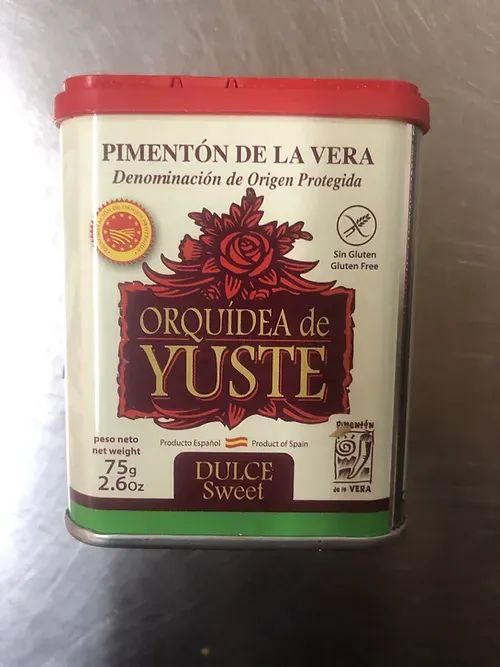 PIMENTÓN DE LA VERA
Denominación de Origen Protegida
Sin Gluten
Gluten Free
ORQUÍDEA de
YUSTE
peso neto
net weight
75g
2.6Oz
Producto Español
Product of Spain
DULCE
Sweet
PIMENTÓN
de la VERA